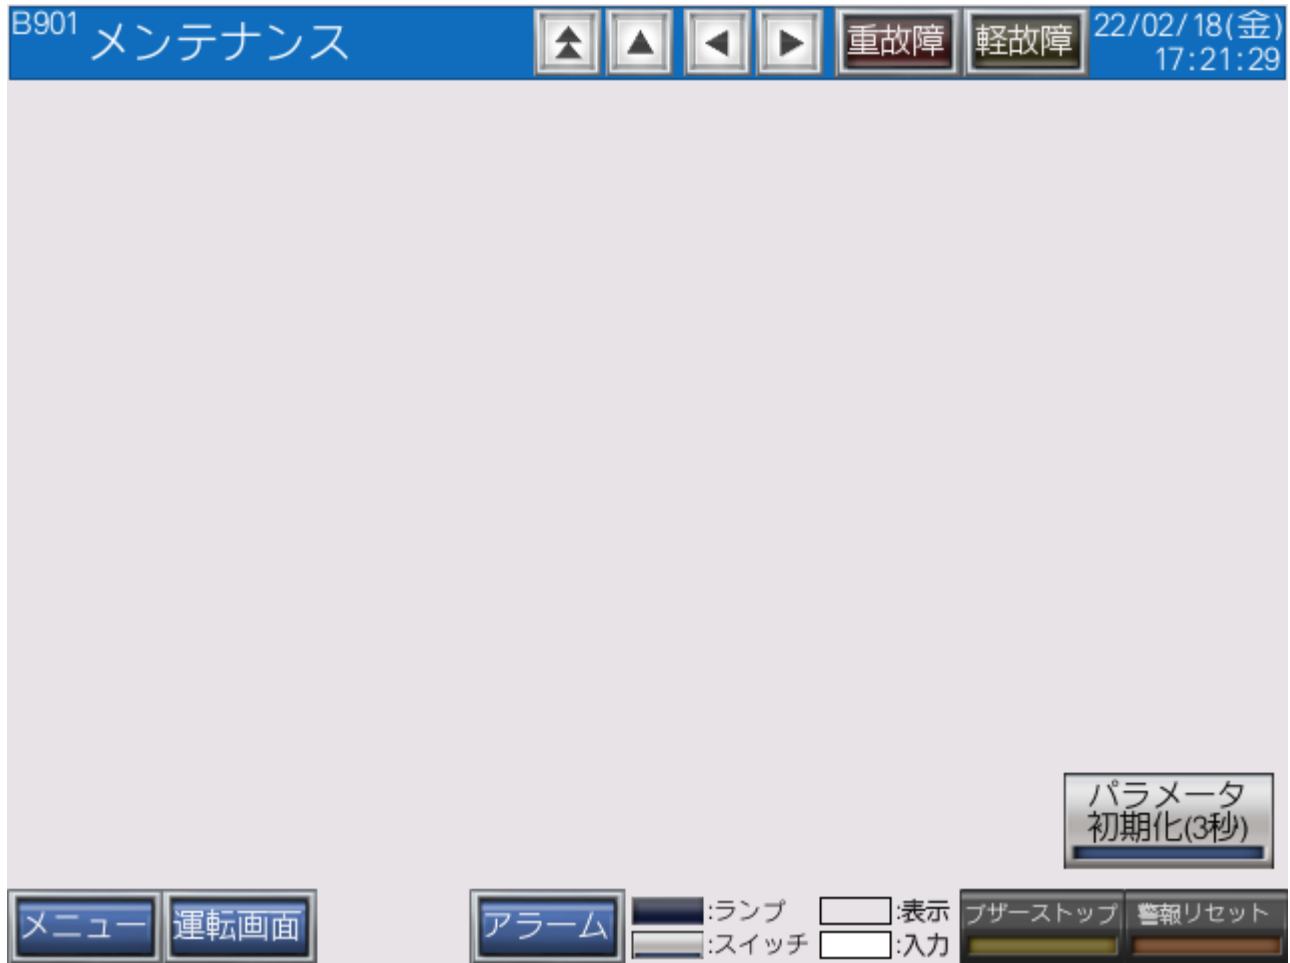 B901 メンテナンス
重故障 軽故障
22/02/18(金)
17:21:29
パラメータ
初期化(3秒)
メニュー 運転画面 アラーム
:ランプ :表示
:スイッチ :入力
ブザーストップ 警報リセット